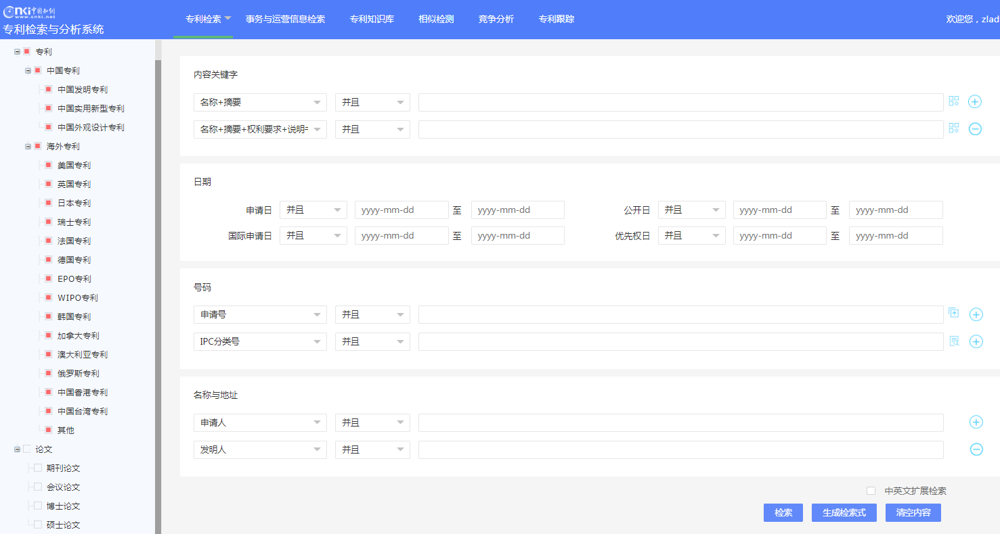 cnki中国知网
www.cnki.net
专利检索与分析系统
专利检索
事务与运营信息检索
专利知识库
相似检测
竞争分析
专利跟踪
欢迎您，zlad
专利
中国专利
中国发明专利
中国实用新型专利
中国外观设计专利
海外专利
美国专利
英国专利
日本专利
瑞士专利
法国专利
德国专利
EPO专利
WIPO专利
韩国专利
加拿大专利
澳大利亚专利
俄罗斯专利
中国香港专利
中国台湾专利
其他
论文
期刊论文
会议论文
博士论文
硕士论文
内容关键字
名称+摘要 并且
名称+摘要+权利要求+说明 并且
日期
申请日 并且 yyyy-mm-dd 至 yyyy-mm-dd 公开日 并且 yyyy-mm-dd 至 yyyy-mm-dd
国际申请日 并且 yyyy-mm-dd 至 yyyy-mm-dd 优先权日 并且 yyyy-mm-dd 至 yyyy-mm-dd
号码
申请号 并且
IPC分类号 并且
名称与地址
申请人 并且
发明人 并且
中英文扩展检索
检索 生成检索式 清空内容